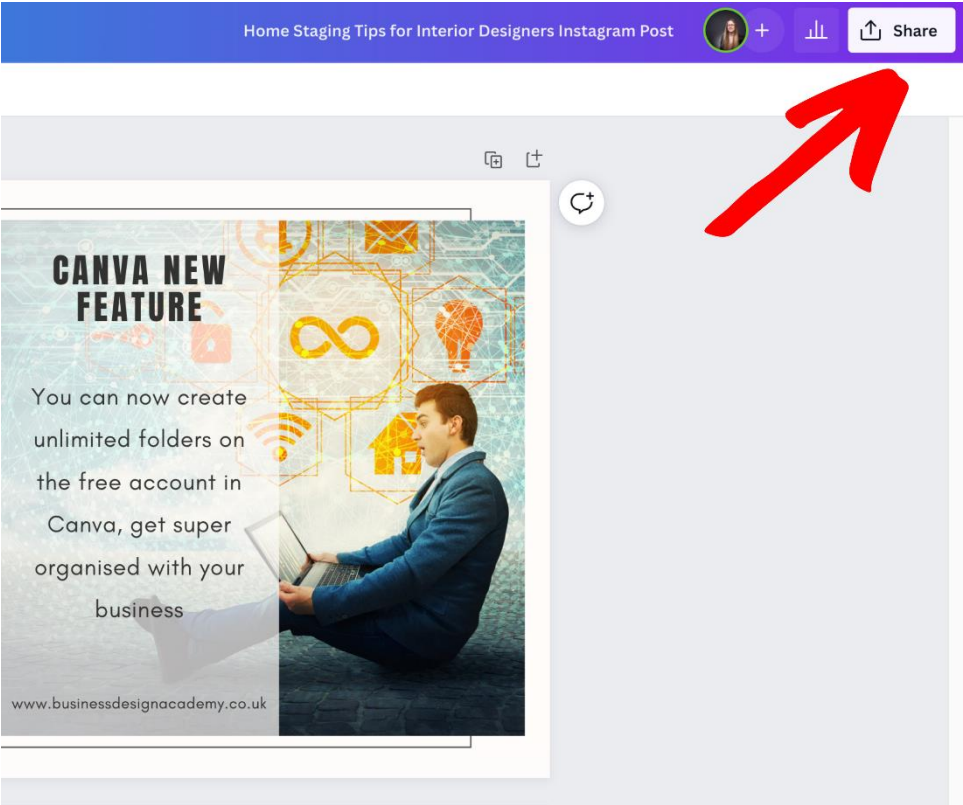 Home Staging Tips for Interior Designers Instagram Post
Share
CANVA NEW
FEATURE
You can now create
unlimited folders on
the free account in
Canva, get super
organised with your
business
www.businessdesignacademy.co.uk